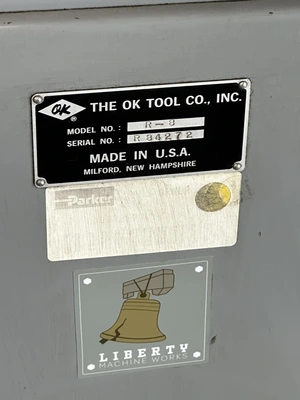 OK
THE OK TOOL CO., INC.
MODEL NO. : R-8
SERIAL NO. : R84272
MADE IN U.S.A.
MILFORD, NEW HAMPSHIRE
Parker
LIBERTY
MACHINE WORKS